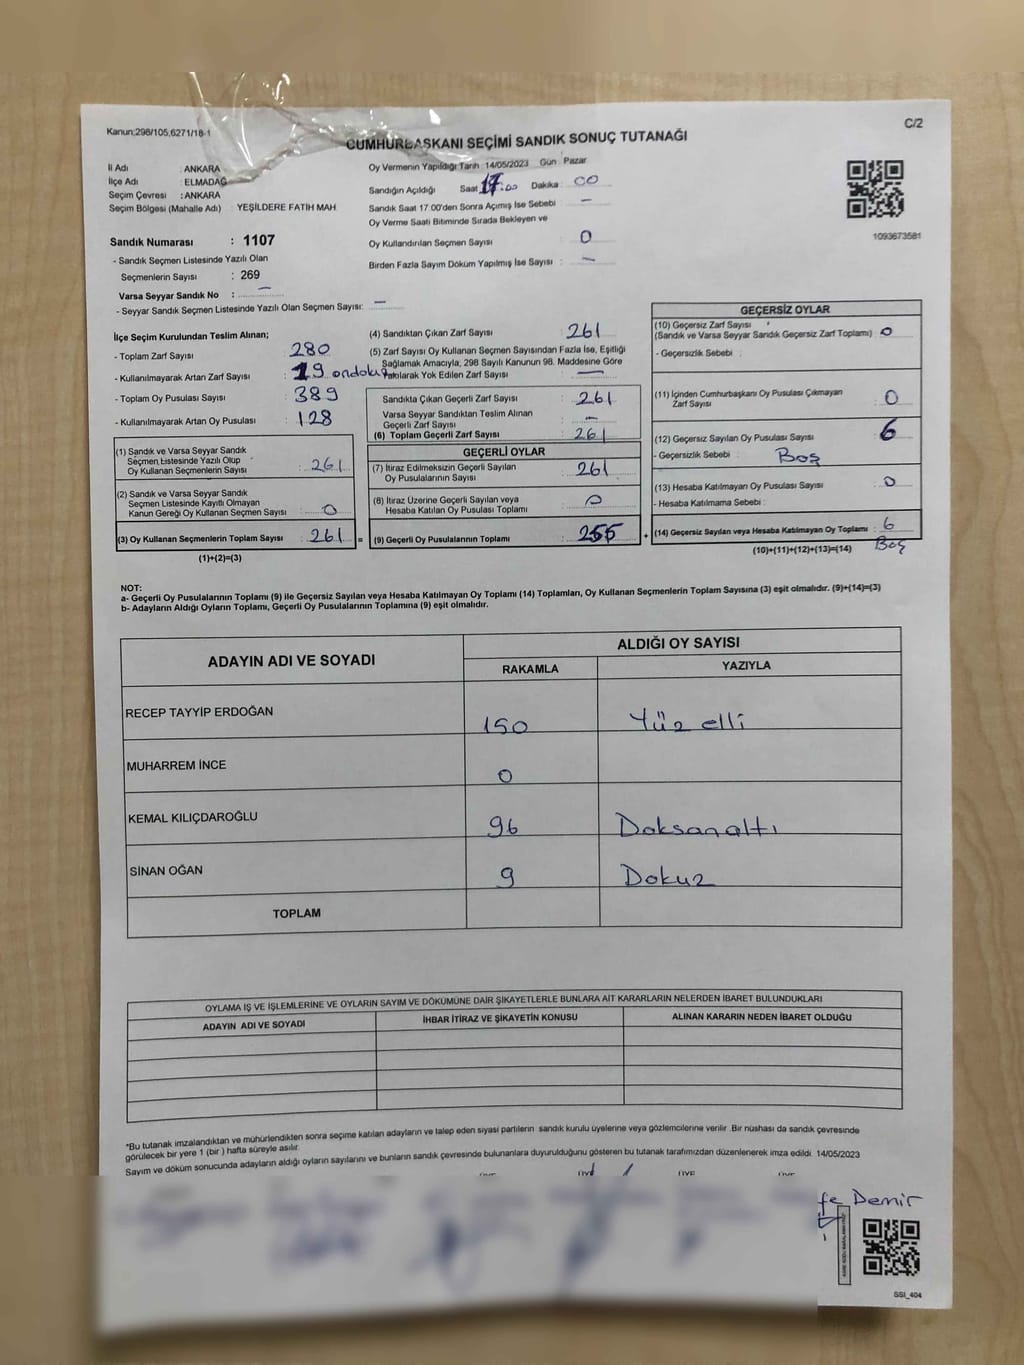 Kanun;298/105,6271/18-1
C/2
CUMHURBAŞKANI SEÇİMİ SANDIK SONUÇ TUTANAĞI
İl Adı : ANKARA
İlçe Adı : ELMADAĞ
Seçim Çevresi : ANKARA
Seçim Bölgesi (Mahalle Adı) : YEŞİLDERE FATİH MAH
Oy Vermenin Yapıldığı Tarih :14/05/2023 Gün : Pazar
Sandığın Açıldığı Saat 17:00 Dakika : 00
Sandık Saat 17.00'den Sonra Açımış İse Sebebi : -
Oy Verme Saati Bitiminde Sırada Bekleyen ve
Oy Kullandırılan Seçmen Sayısı : 0
Birden Fazla Sayım Döküm Yapılmış İse Sayısı : -
1093673581
Sandık Numarası : 1107
- Sandık Seçmen Listesinde Yazılı Olan
Seçmenlerin Sayısı : 269
Varsa Seyyar Sandık No : -
- Seyyar Sandık Seçmen Listesinde Yazılı Olan Seçmen Sayısı: -
İlçe Seçim Kurulundan Teslim Alınan;
- Toplam Zarf Sayısı : 280
- Kullanılmayarak Artan Zarf Sayısı : 19
- Toplam Oy Pusulası Sayısı : 389
- Kullanılmayarak Artan Oy Pusulası : 128
(1) Sandık ve Varsa Seyyar Sandık
Seçmen Listesinde Yazılı Olup
Oy Kullanan Seçmenlerin Sayısı : 261
(2) Sandık ve Varsa Seyyar Sandık
Seçmen Listesinde Kayıtlı Olmayan
Kanun Gereği Oy Kullanan Seçmen Sayısı : 0
(3) Oy Kullanan Seçmenlerin Toplam Sayısı : 261 =
(1)+(2)=(3)
(4) Sandıktan Çıkan Zarf Sayısı : 261
(5) Zarf Sayısı Oy Kullanan Seçmen Sayısından Fazla İse, Eşitliği
Sağlamak Amacıyla, 298 Sayılı Kanunun 98. Maddesine Göre
Yakılarak Yok Edilen Zarf Sayısı : -
Sandıkta Çıkan Geçerli Zarf Sayısı : 261
Varsa Seyyar Sandıktan Teslim Alınan
Geçerli Zarf Sayısı : -
(6) Toplam Geçerli Zarf Sayısı : 261
GEÇERLİ OYLAR
(7) İtiraz Edilmeksizin Geçerli Sayılan
Oy Pusulalarının Sayısı : 261
(8) İtiraz Üzerine Geçerli Sayılan veya
Hesaba Katılan Oy Pusulası Toplamı : 0
(9) Geçerli Oy Pusulalarının Toplamı : 255 +
GEÇERSİZ OYLAR
(10) Geçersiz Zarf Sayısı
(Sandık ve Varsa Seyyar Sandık Geçersiz Zarf Toplamı) : 0
- Geçersizlik Sebebi :
(11) İçinden Cumhurbaşkanı Oy Pusulası Çıkmayan
Zarf Sayısı : 0
(12) Geçersiz Sayılan Oy Pusulası Sayısı : 6
- Geçersizlik Sebebi : Boş
(13) Hesaba Katılmayan Oy Pusulası Sayısı : 0
- Hesaba Katılmama Sebebi :
(14) Geçersiz Sayılan veya Hesaba Katılmayan Oy Toplamı : 6
Boş
(10)+(11)+(12)+(13)=(14)
NOT:
a- Geçerli Oy Pusulalarının Toplamı (9) ile Geçersiz Sayılan veya Hesaba Katılmayan Oy Toplamı (14) Toplamları, Oy Kullanan Seçmenlerin Toplam Sayısına (3) eşit olmalıdır. (9)+(14)=(3)
b- Adayların Aldığı Oyların Toplamı, Geçerli Oy Pusulalarının Toplamına (9) eşit olmalıdır.
ADAYIN ADI VE SOYADI
ALDIĞI OY SAYISI
RAKAMLA YAZIYLA
RECEP TAYYİP ERDOĞAN 150 Yüz elli
MUHARREM İNCE 0
KEMAL KILIÇDAROĞLU 96 Doksanaltı
SİNAN OĞAN 9 Dokuz
TOPLAM
OYLAMA İŞ VE İŞLEMLERİNE VE OYLARIN SAYIM VE DÖKÜMÜNE DAİR ŞİKAYETLERLE BUNLARA AİT KARARLARIN NELERDEN İBARET BULUNDUKLARI
ADAYIN ADI VE SOYADI İHBAR İTİRAZ VE ŞİKAYETİN KONUSU ALINAN KARARIN NEDEN İBARET OLDUĞU
*Bu tutanak imzalandıktan ve mühürlendikten sonra seçime katılan adayların ve talep eden siyasi partilerin sandık kurulu üyelerine veya gözlemcilerine verilir .Bir nüshası da sandık çevresinde
görülecek bir yere 1 (bir ) hafta süreyle asılır.
Sayım ve döküm sonucunda adayların aldığı oyların sayılarını ve bunların sandık çevresinde bulunanlara duyurulduğunu gösteren bu tutanak tarafımızdan düzenlenerek imza edildi. 14/05/2023
Demir
SSI_404